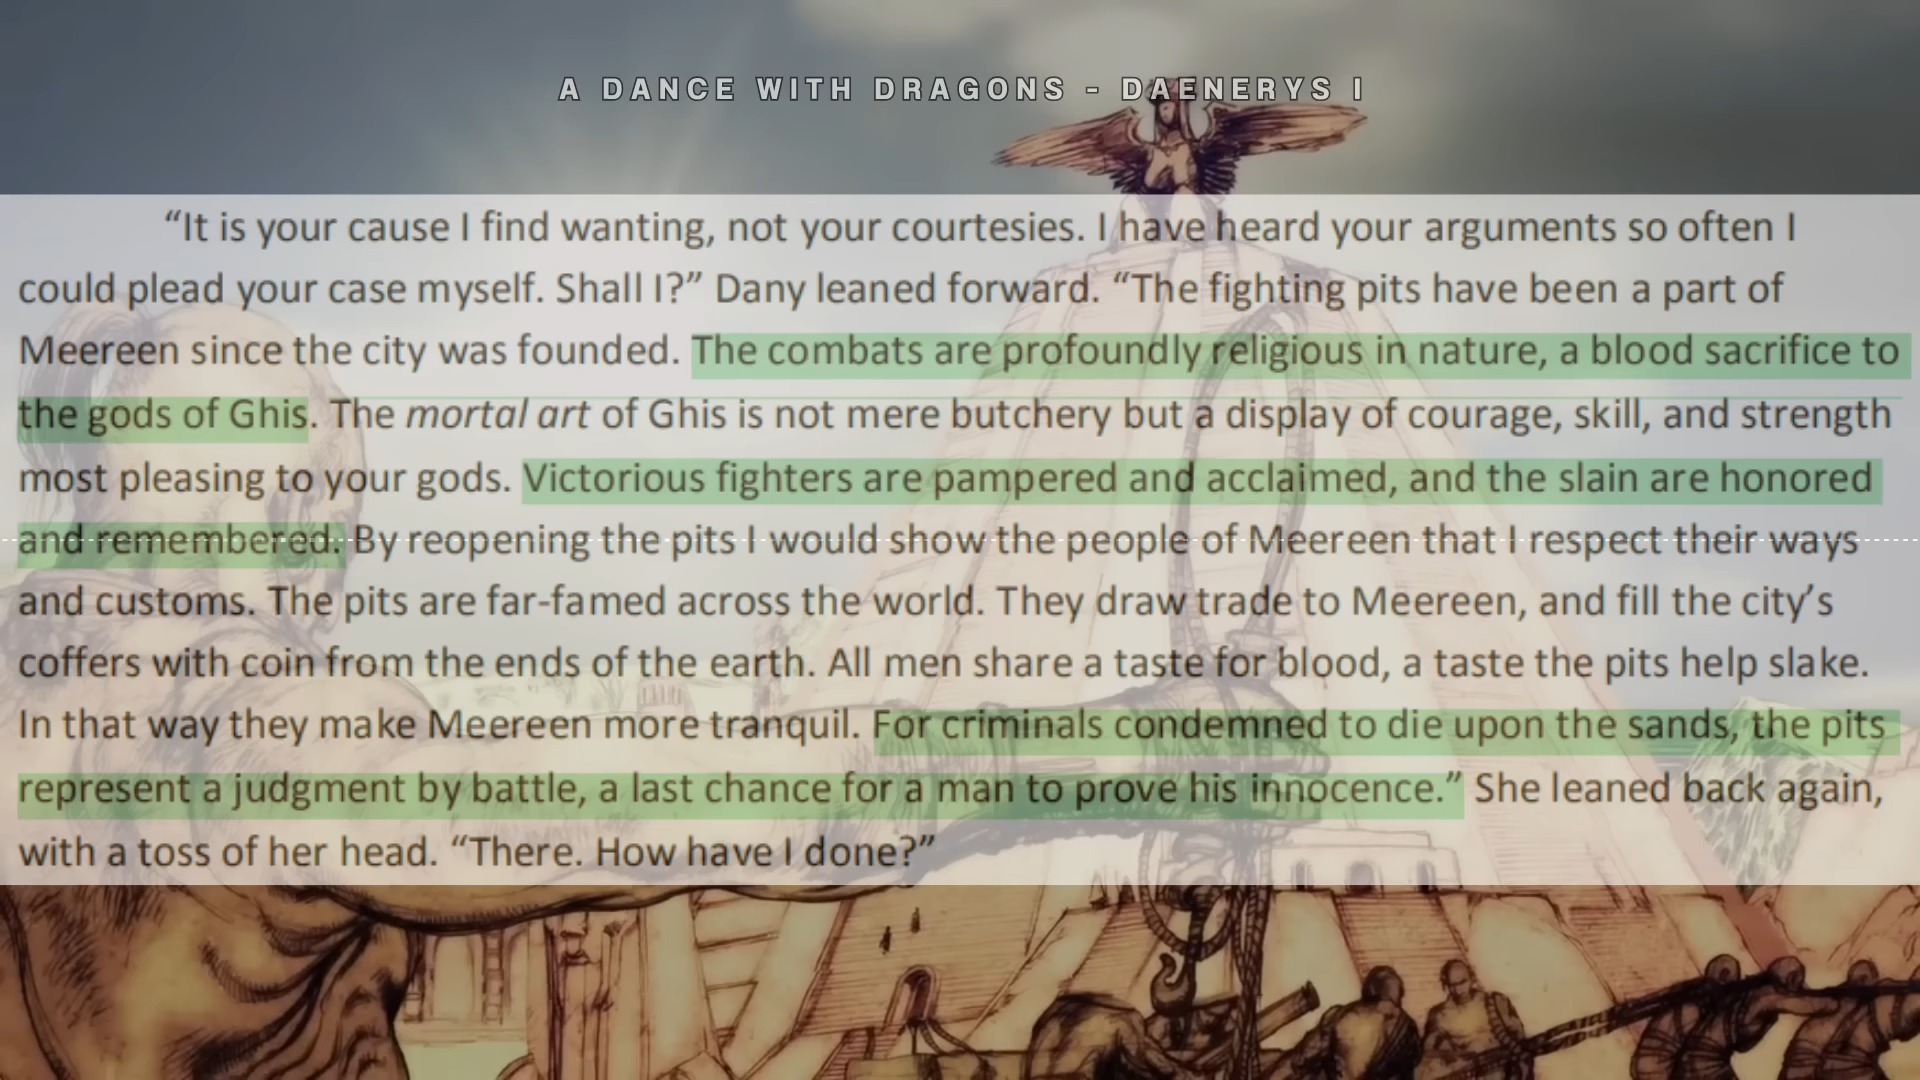 A DANCE WITH DRAGONS - DAENERYS I
“It is your cause I find wanting, not your courtesies. I have heard your arguments so often I
could plead your case myself. Shall I?” Dany leaned forward. “The fighting pits have been a part of
Meereen since the city was founded. The combats are profoundly religious in nature, a blood sacrifice to
the gods of Ghis. The mortal art of Ghis is not mere butchery but a display of courage, skill, and strength
most pleasing to your gods. Victorious fighters are pampered and acclaimed, and the slain are honored
and remembered. By reopening the pits I would show the people of Meereen that I respect their ways
and customs. The pits are far-famed across the world. They draw trade to Meereen, and fill the city’s
coffers with coin from the ends of the earth. All men share a taste for blood, a taste the pits help slake.
In that way they make Meereen more tranquil. For criminals condemned to die upon the sands, the pits
represent a judgment by battle, a last chance for a man to prove his innocence.” She leaned back again,
with a toss of her head. “There. How have I done?”